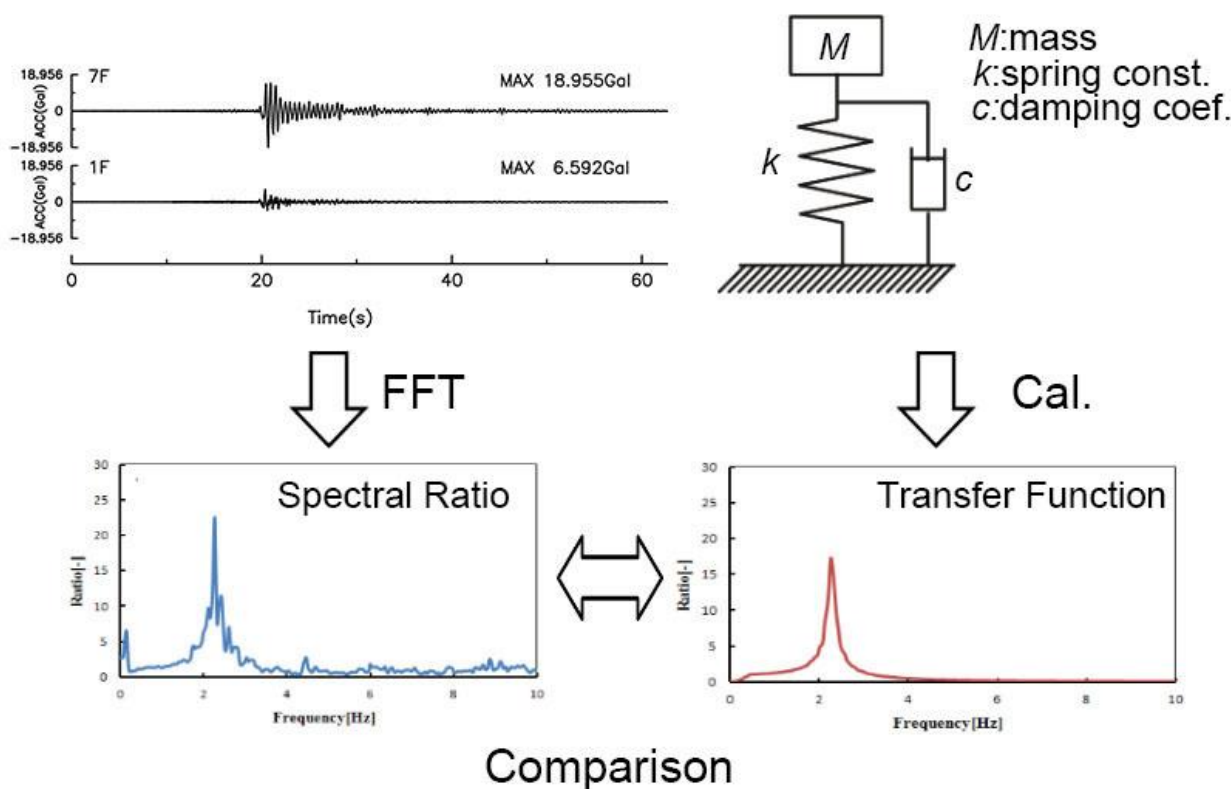 18.956
7F
MAX 18.955Gal
0
ACC(Gal)
-18.956
18.956
1F
MAX 6.592Gal
0
ACC(Gal)
-18.956
0
20
40
60
Time(s)
M
M:mass
k:spring const.
c:damping coef.
k
c
FFT
Cal.
30
25
20
15
10
5
0
Ratio[-]
Spectral Ratio
0
2
4
6
8
10
Frequency[Hz]
30
25
20
15
10
5
0
Ratio[-]
Transfer Function
0
2
4
6
8
10
Frequency[Hz]
Comparison